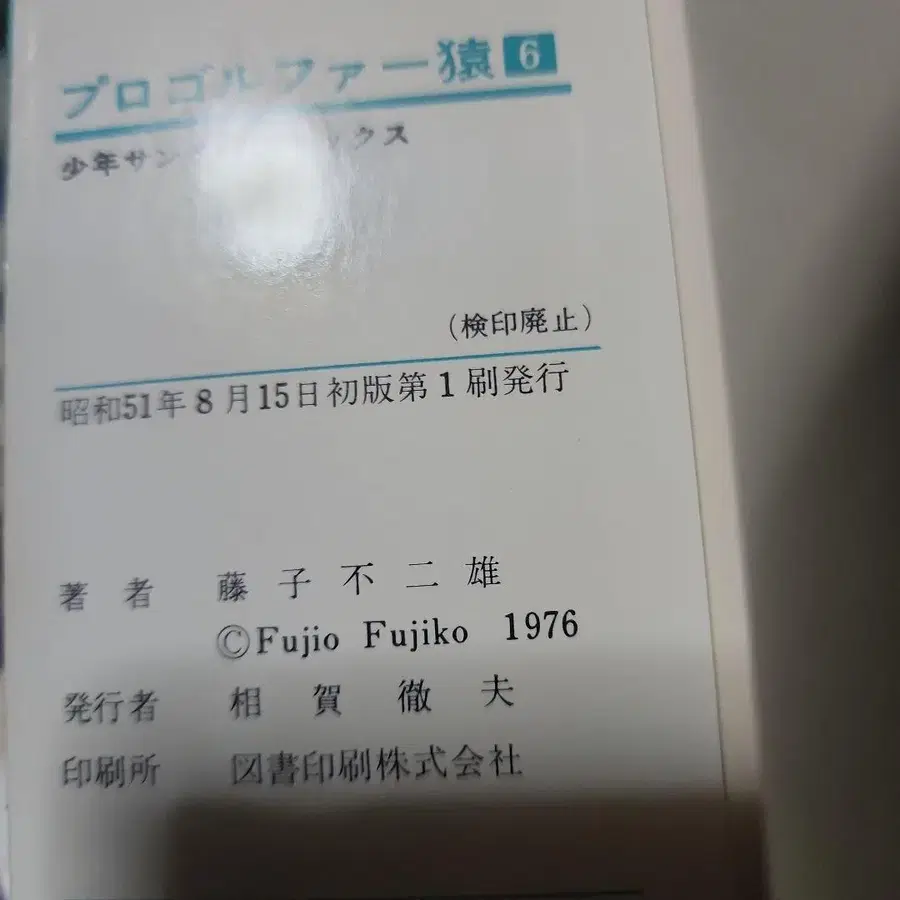 プロゴルファー猿 6
少年サン ックス
(検印廃止)
昭和51年8月15日初版第1刷発行
著者 藤子不二雄
©Fujio Fujiko 1976
発行者 相賀徹夫
印刷所 図書印刷株式会社